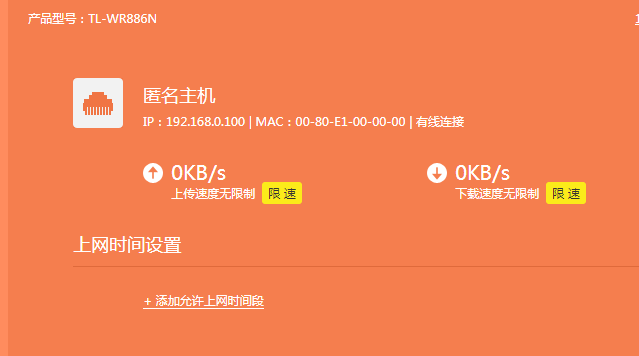 产品型号：TL-WR886N
匿名主机
IP：192.168.0.100 | MAC：00-80-E1-00-00-00 | 有线连接
0KB/s 0KB/s
上传速度无限制 限 速 下载速度无限制 限 速
上网时间设置
+ 添加允许上网时间段